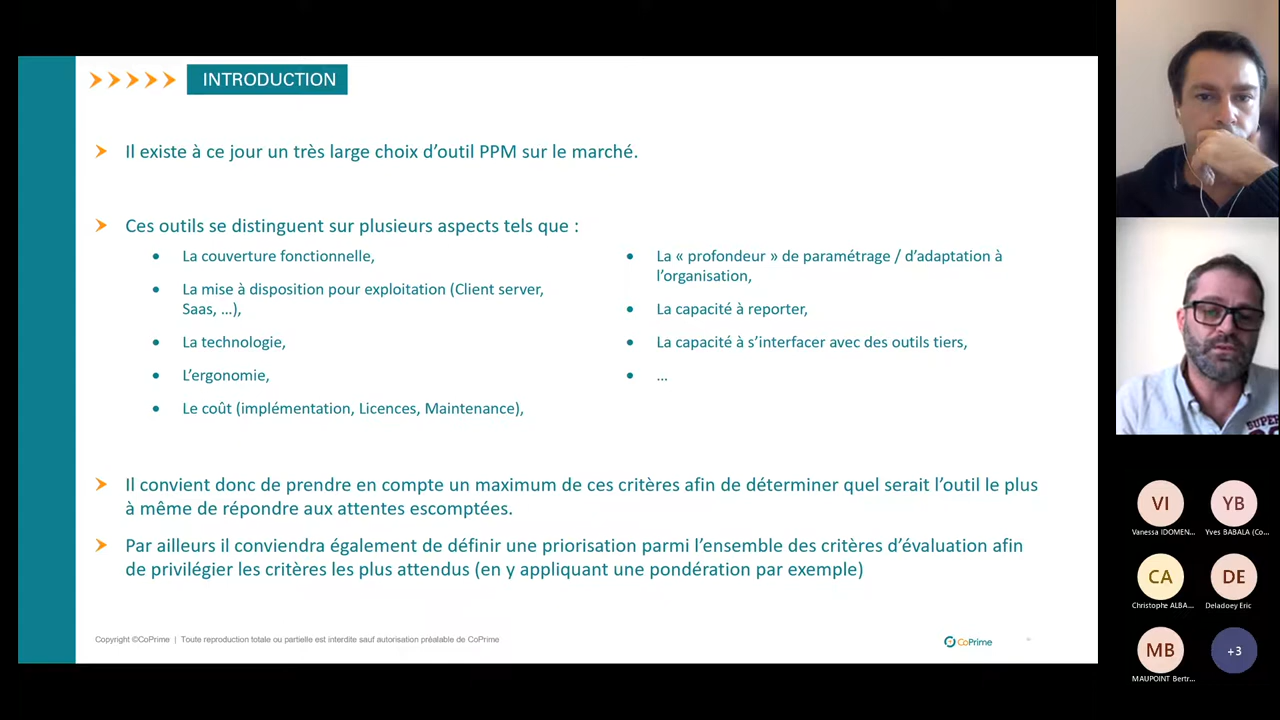 INTRODUCTION
Il existe à ce jour un très large choix d’outil PPM sur le marché.
Ces outils se distinguent sur plusieurs aspects tels que :
La couverture fonctionnelle,
La mise à disposition pour exploitation (Client server,
Saas, …),
La technologie,
L’ergonomie,
Le coût (implémentation, Licences, Maintenance),
La « profondeur » de paramétrage / d’adaptation à
l’organisation,
La capacité à reporter,
La capacité à s’interfacer avec des outils tiers,
…
Il convient donc de prendre en compte un maximum de ces critères afin de déterminer quel serait l’outil le plus
à même de répondre aux attentes escomptées.
Par ailleurs il conviendra également de définir une priorisation parmi l’ensemble des critères d’évaluation afin
de privilégier les critères les plus attendus (en y appliquant une pondération par exemple)
Copyright ©CoPrime | Toute reproduction totale ou partielle est interdite sauf autorisation préalable de CoPrime
CoPrime
SUPER
VI
YB
Vanessa IDOMEN...
Yves BABALA (Co...
CA
DE
Christophe ALBA...
Deladoey Eric
MB
+3
MAUPOINT Bertr...